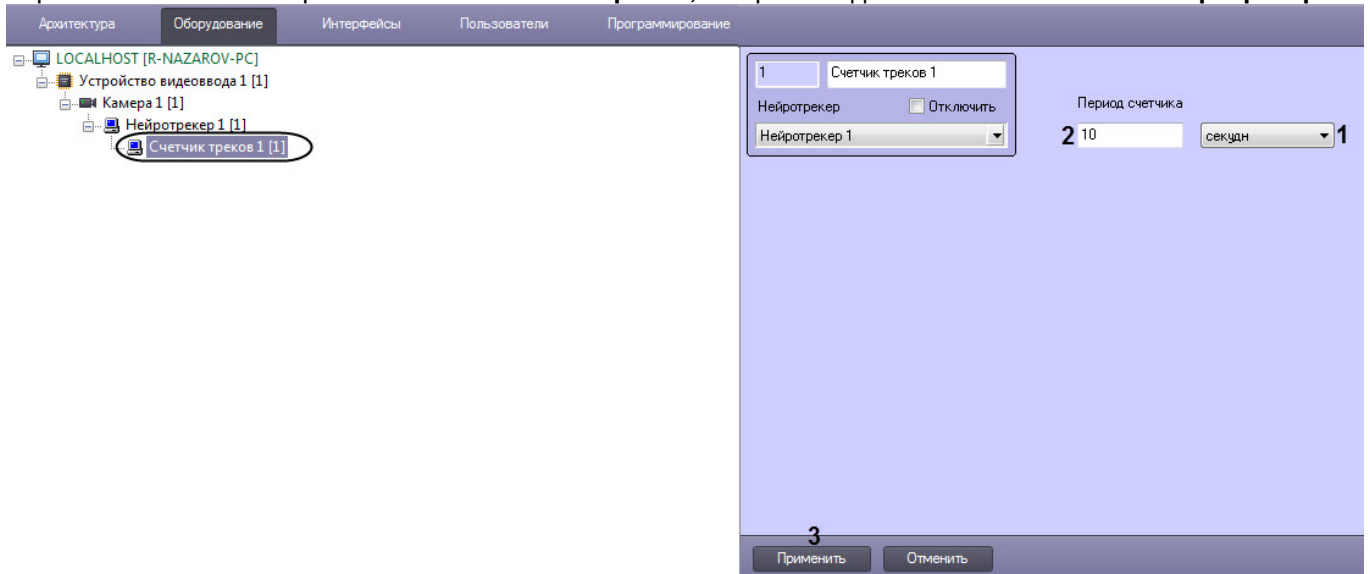 Архитектура Оборудование Интерфейсы Пользователи Программирование
LOCALHOST [R-NAZAROV-PC]
Устройство видеоввода 1 [1]
Камера 1 [1]
Нейротрекер 1 [1]
Счетчик треков 1 [1]
1 Счетчик треков 1
Нейротрекер Отключить
Нейротрекер 1
Период счетчика
2 10 секудн 1
3
Применить Отменить